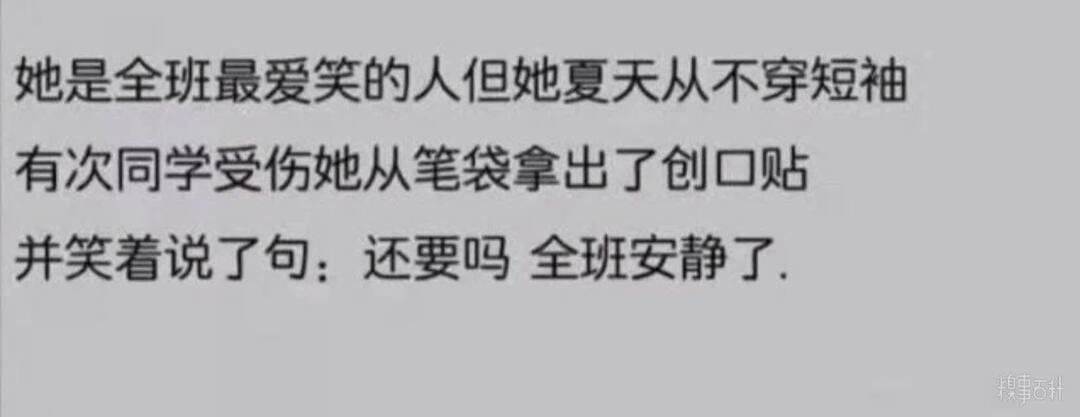 她是全班最爱笑的人但她夏天从不穿短袖
有次同学受伤她从笔袋拿出了创口贴
并笑着说了句：还要吗 全班安静了.
糗事百科